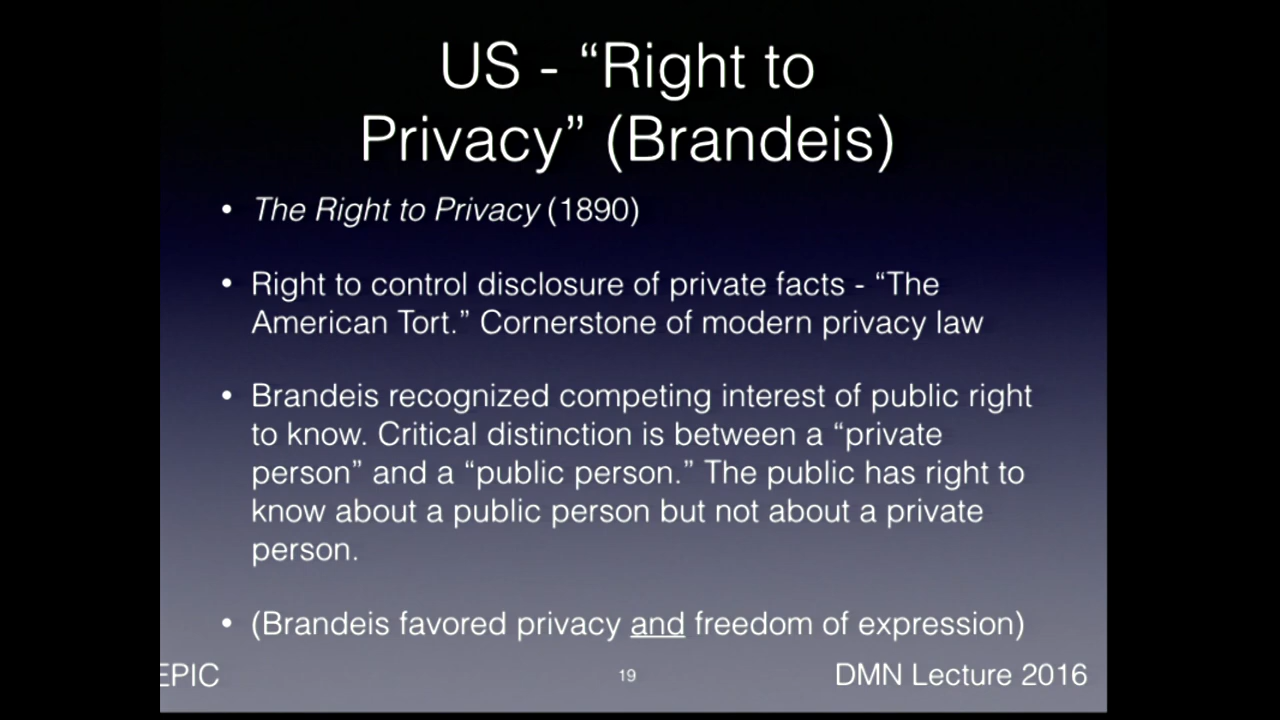 US - “Right to
Privacy” (Brandeis)
• The Right to Privacy (1890)
• Right to control disclosure of private facts - “The
American Tort.” Cornerstone of modern privacy law
• Brandeis recognized competing interest of public right
to know. Critical distinction is between a “private
person” and a “public person.” The public has right to
know about a public person but not about a private
person.
• (Brandeis favored privacy and freedom of expression)
EPIC
19
DMN Lecture 2016